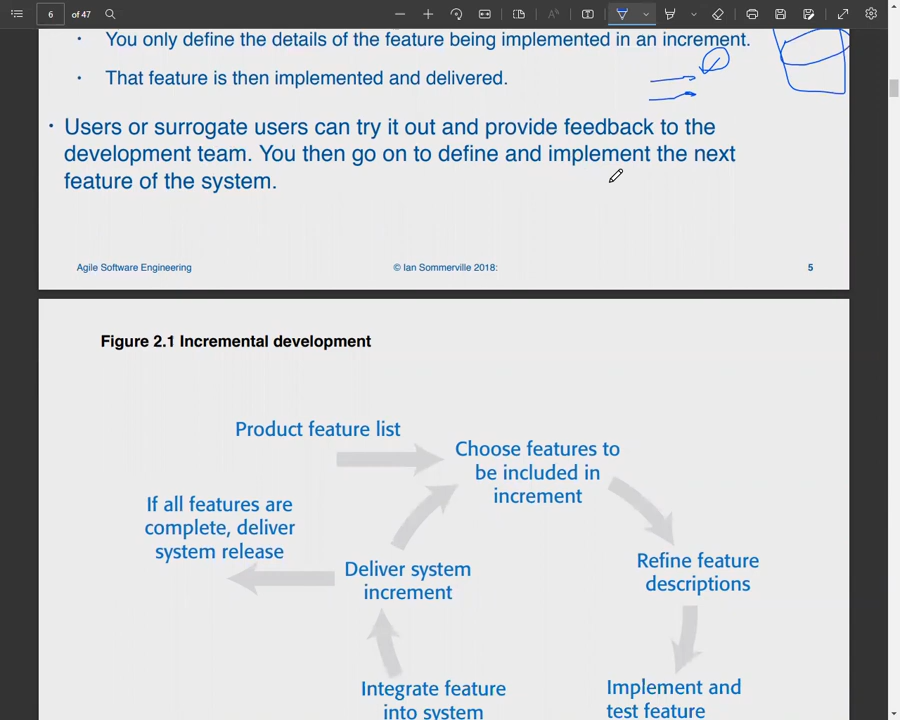 6 of 47
• You only define the details of the feature being implemented in an increment.
• That feature is then implemented and delivered.
• Users or surrogate users can try it out and provide feedback to the
development team. You then go on to define and implement the next
feature of the system.
Agile Software Engineering © Ian Sommerville 2018: 5
Figure 2.1 Incremental development
Product feature list
Choose features to
be included in
increment
If all features are
complete, deliver
system release
Refine feature
descriptions
Deliver system
increment
Implement and
test feature
Integrate feature
into system